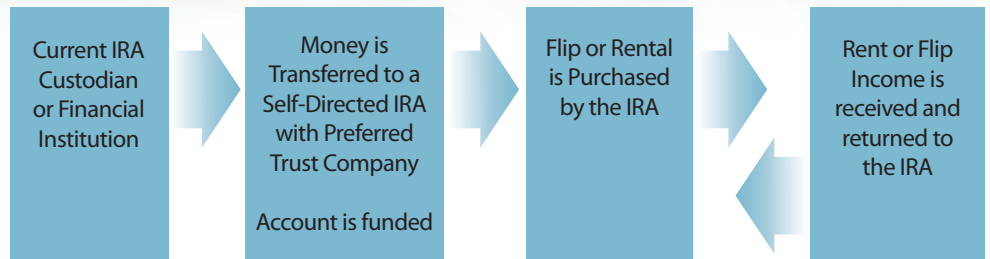 Current IRA
Custodian
or Financial
Institution
Money is
Transferred to a
Self-Directed IRA
with Preferred
Trust Company
Account is funded
Flip or Rental
is Purchased
by the IRA
Rent or Flip
Income is
received and
returned to
the IRA